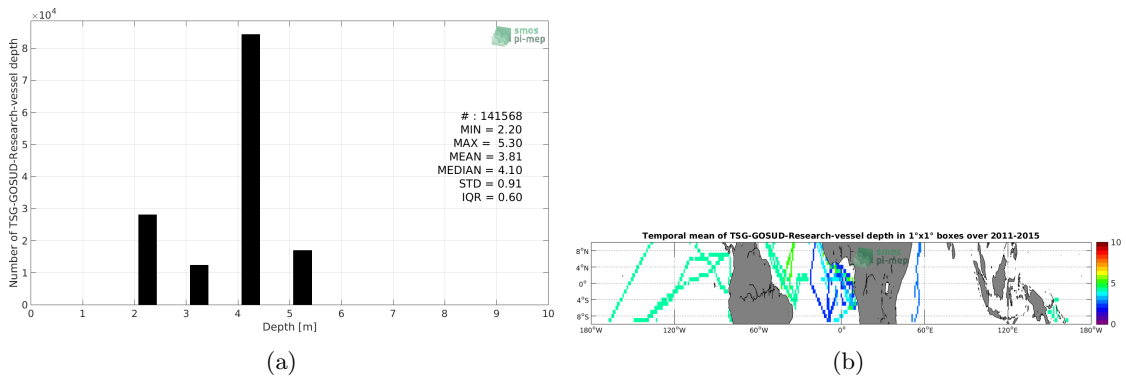 ×10⁴
smos
pi-mep
Number of TSG-GOSUD-Research-vessel depth
8
7
6
5
4
3
2
1
0
# : 141568
MIN = 2.20
MAX = 5.30
MEAN = 3.81
MEDIAN = 4.10
STD = 0.91
IQR = 0.60
0 1 2 3 4 5 6 7 8 9 10
Depth [m]
(a)
Temporal mean of TSG-GOSUD-Research-vessel depth in 1°x1° boxes over 2011-2015
smos
pi-mep
8°N
4°N
0°
4°S
8°S
180°W 120°W 60°W 0° 60°E 120°E 180°W
10
5
0
(b)